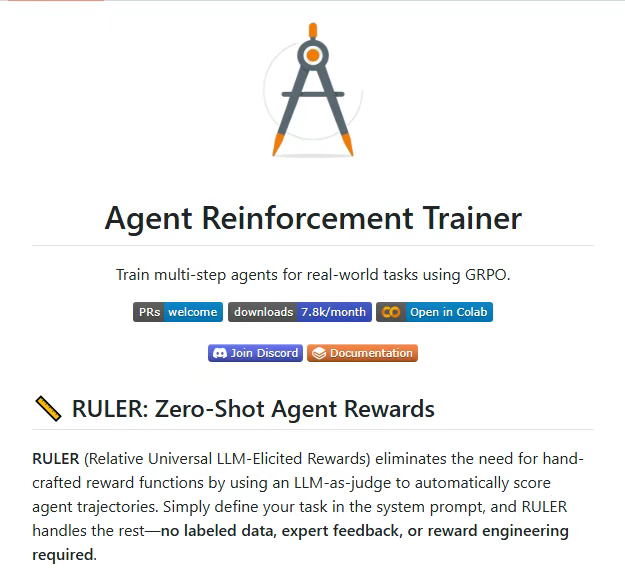 Agent Reinforcement Trainer
Train multi-step agents for real-world tasks using GRPO.
PRs welcome downloads 7.8k/month Open in Colab
Join Discord Documentation
RULER: Zero-Shot Agent Rewards
RULER (Relative Universal LLM-Elicited Rewards) eliminates the need for hand-
crafted reward functions by using an LLM-as-judge to automatically score
agent trajectories. Simply define your task in the system prompt, and RULER
handles the rest—no labeled data, expert feedback, or reward engineering
required.